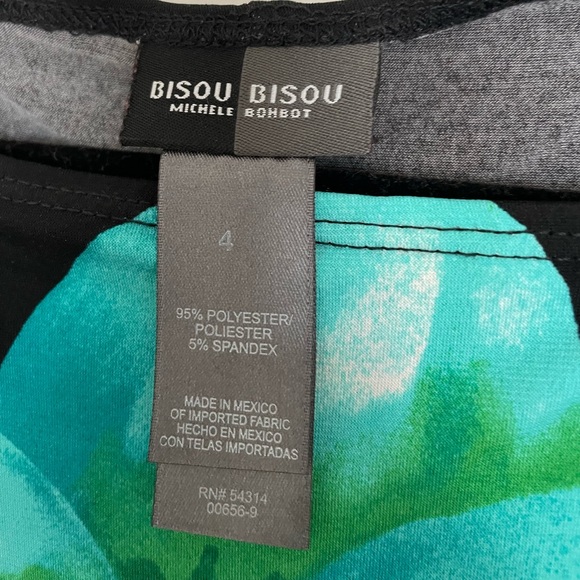 BISOU BISOU
MICHELE BOHBOT
4
95% POLYESTER/
POLIESTER
5% SPANDEX
MADE IN MEXICO
OF IMPORTED FABRIC
HECHO EN MEXICO
CON TELAS IMPORTADAS
RN# 54314
00656-9